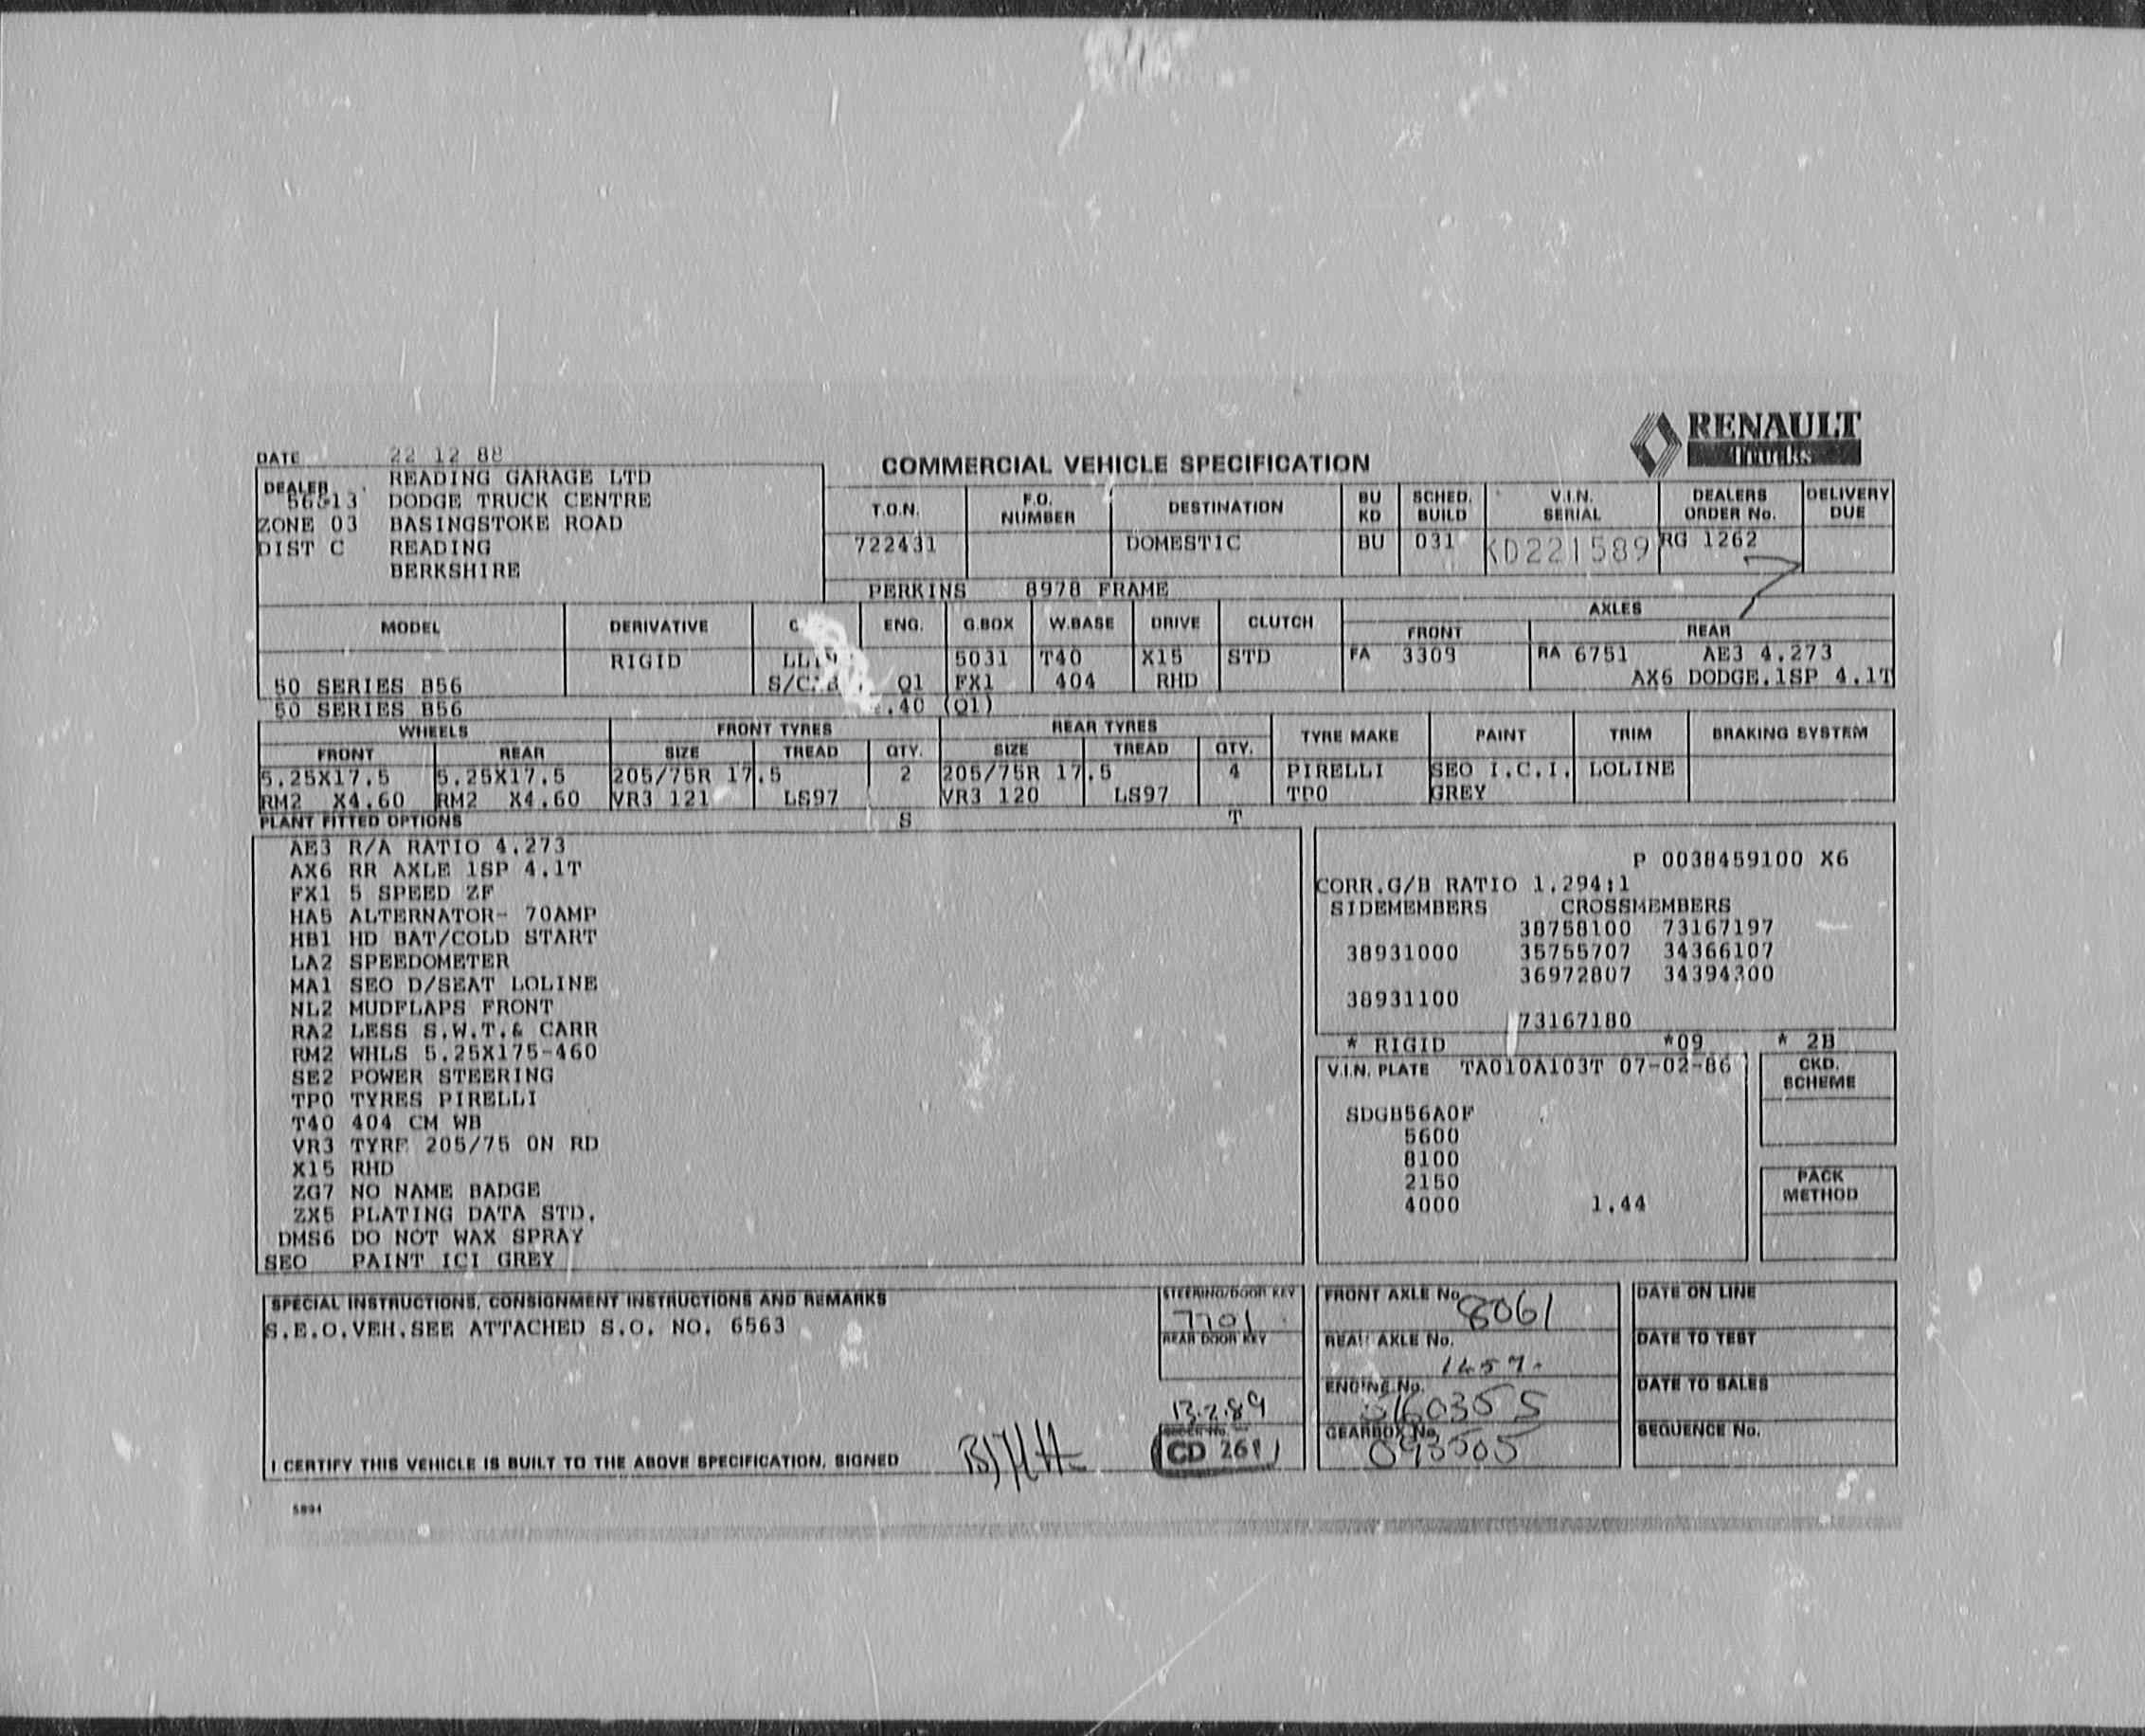 RENAULT
Trucks
DATE 22 12 88
COMMERCIAL VEHICLE SPECIFICATION
DEALER READING GARAGE LTD
DODGE TRUCK CENTRE
ZONE 03 BASINGSTOKE ROAD
DIST C READING
BERKSHIRE
T.O.N. F.O. NUMBER DESTINATION BU KD SCHED. BUILD V.I.N. SERIAL DEALERS ORDER No. DELIVERY DUE
722431 DOMESTIC BU 031 KD221589 RG 1262
PERKINS 8978 FRAME
MODEL DERIVATIVE ENG. G.BOX W.BASE DRIVE CLUTCH AXLES
FRONT REAR
RIGID 5031 T40 X15 STD FA 3309 RA 6751 AE3 4.273
50 SERIES B56 Q1 FX1 404 RHD AX6 DODGE.1SP 4.1T
50 SERIES B56 .40 (Q1)
WHEELS FRONT TYRES REAR TYRES TYRE MAKE PAINT TRIM BRAKING SYSTEM
FRONT REAR SIZE TREAD QTY. SIZE TREAD QTY.
5.25X17.5 5.25X17.5 205/75R 17.5 2 205/75R 17.5 4 PIRELLI SEO I.C.I. LOLINE
RM2 X4.60 RM2 X4.60 VR3 121 LS97 VR3 120 LS97 TPO GREY
PLANT FITTED OPTIONS S T
AE3 R/A RATIO 4.273
AX6 RR AXLE 1SP 4.1T
FX1 5 SPEED ZF
HA5 ALTERNATOR- 70AMP
HB1 HD BAT/COLD START
LA2 SPEEDOMETER
MA1 SEO D/SEAT LOLINE
NL2 MUDFLAPS FRONT
RA2 LESS S.W.T.& CARR
RM2 WHLS 5.25X175-460
SE2 POWER STEERING
TPO TYRES PIRELLI
T40 404 CM WB
VR3 TYRE 205/75 ON RD
X15 RHD
ZG7 NO NAME BADGE
ZX5 PLATING DATA STD.
DMS6 DO NOT WAX SPRAY
SEO PAINT ICI GREY
P 0038459100 X6
CORR.G/B RATIO 1.294:1
SIDEMEMBERS CROSSMEMBERS
38758100 73167197
38931000 35755707 34366107
36972807 34394300
38931100
73167180
* RIGID *09 * 2B
V.I.N. PLATE TA010A103T 07-02-86
CKD. SCHEME
SDGB56A0F
5600
8100
2150
4000 1.44
PACK METHOD
SPECIAL INSTRUCTIONS, CONSIGNMENT INSTRUCTIONS AND REMARKS
S.E.O.VEH.SEE ATTACHED S.O. NO. 6563
STEERING/DOOR KEY
7701
REAR DOOR KEY
13.2.89
CD 261
I CERTIFY THIS VEHICLE IS BUILT TO THE ABOVE SPECIFICATION. SIGNED
FRONT AXLE No. 8061
REAR AXLE No.
ENGINE No.
GEARBOX No.
DATE ON LINE
DATE TO TEST
DATE TO SALES
SEQUENCE No.
5894